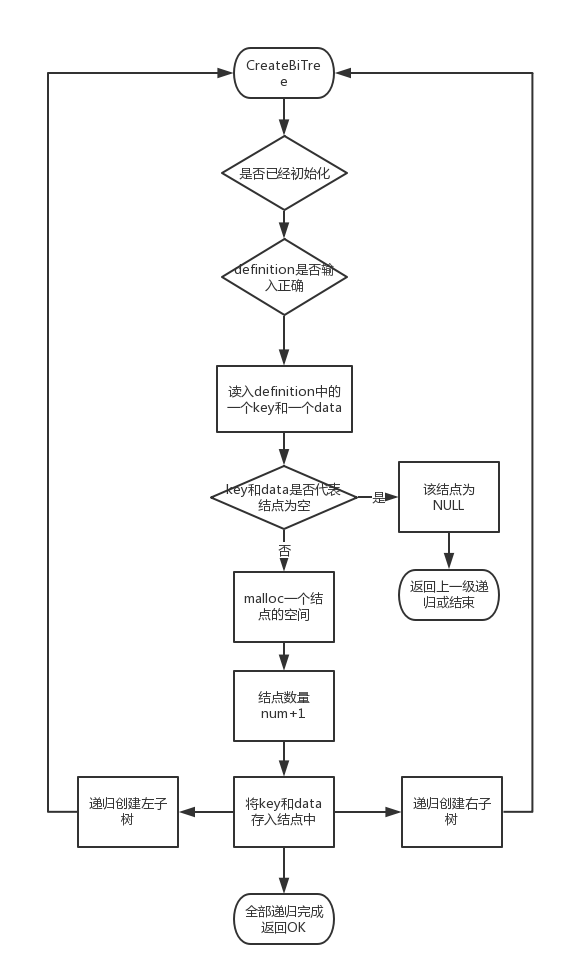 CreateBiTre
e
是否已经初始化
definition是否输
入正确
读入definition中的
一个key和一个data
key和data是否代表
结点为空
是
该结点为
NULL
返回上一级递
归或结束
否
malloc一个结
点的空间
结点数量
num+1
递归创建左子
树
将key和data
存入结点中
递归创建右子
树
全部递归完成
返回OK